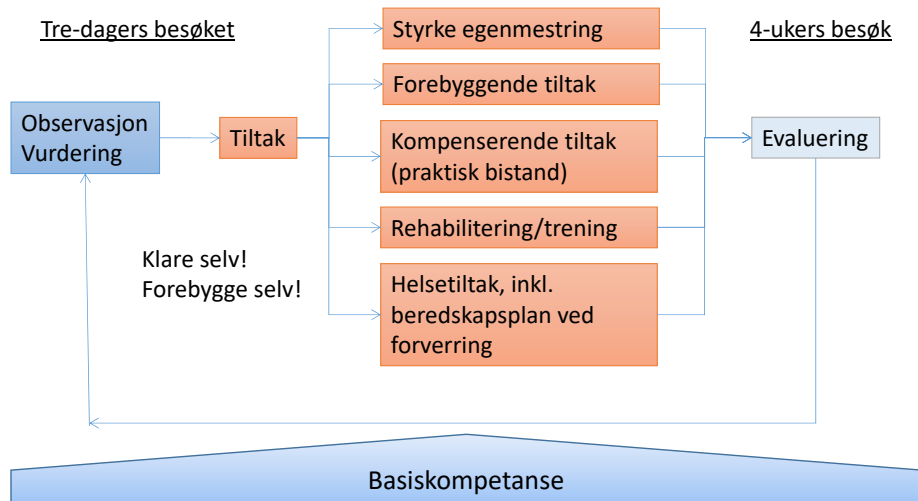 Tre-dagers besøket
4-ukers besøk
Observasjon
Vurdering
Tiltak
Styrke egenmestring
Forebyggende tiltak
Kompenserende tiltak
(praktisk bistand)
Rehabilitering/trening
Helsetiltak, inkl.
beredskapsplan ved
forverring
Evaluering
Klare selv!
Forebygge selv!
Basiskompetanse